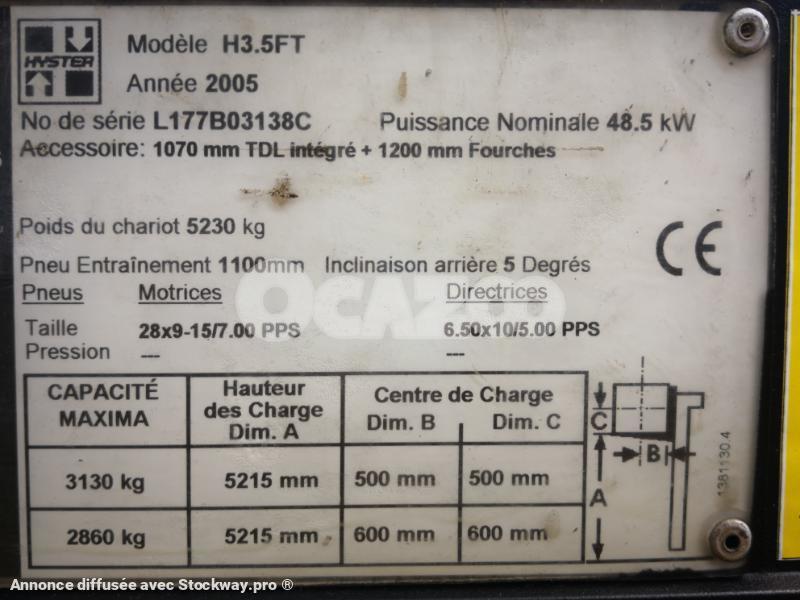 HYSTER
Modèle H3.5FT
Année 2005
No de série L177B03138C Puissance Nominale 48.5 kW
Accessoire: 1070 mm TDL intégré + 1200 mm Fourches
Poids du chariot 5230 kg
CE
Pneu Entraînement 1100mm Inclinaison arrière 5 Degrés
Pneus Motrices Directrices
OCAZOO
Taille 28x9-15/7.00 PPS 6.50x10/5.00 PPS
Pression --- ---
CAPACITÉ MAXIMA Hauteur des Charge Dim. A Centre de Charge Dim. B Dim. C
3130 kg 5215 mm 500 mm 500 mm
2860 kg 5215 mm 600 mm 600 mm
C
B
A
1381130.4
Annonce diffusée avec Stockway.pro ®